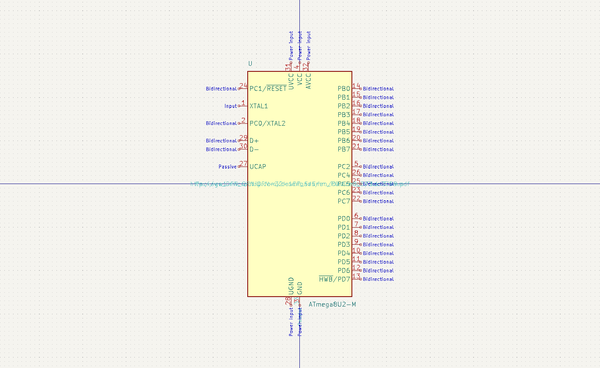 Power input Power input Power input
U
31 4 32
UVCC VCC AVCC
Bidirectional 24 PC1/RESET PB0 14 Bidirectional
PB1 15 Bidirectional
Input 1 XTAL1 PB2 16 Bidirectional
PB3 17 Bidirectional
Bidirectional 2 PC0/XTAL2 PB4 18 Bidirectional
PB5 19 Bidirectional
Bidirectional 29 D+ PB6 20 Bidirectional
Bidirectional 30 D- PB7 21 Bidirectional
Passive 27 UCAP PC2 5 Bidirectional
PC4 26 Bidirectional
PC5 25
PC6 23 Bidirectional
PC7 22 Bidirectional
PD0 6 Bidirectional
PD1 7 Bidirectional
PD2 8 Bidirectional
PD3 9 Bidirectional
PD4 10 Bidirectional
PD5 11 Bidirectional
PD6 12 Bidirectional
HWB/PD7 13 Bidirectional
UGND GND
28
ATmega8U2-M
Power input Power input